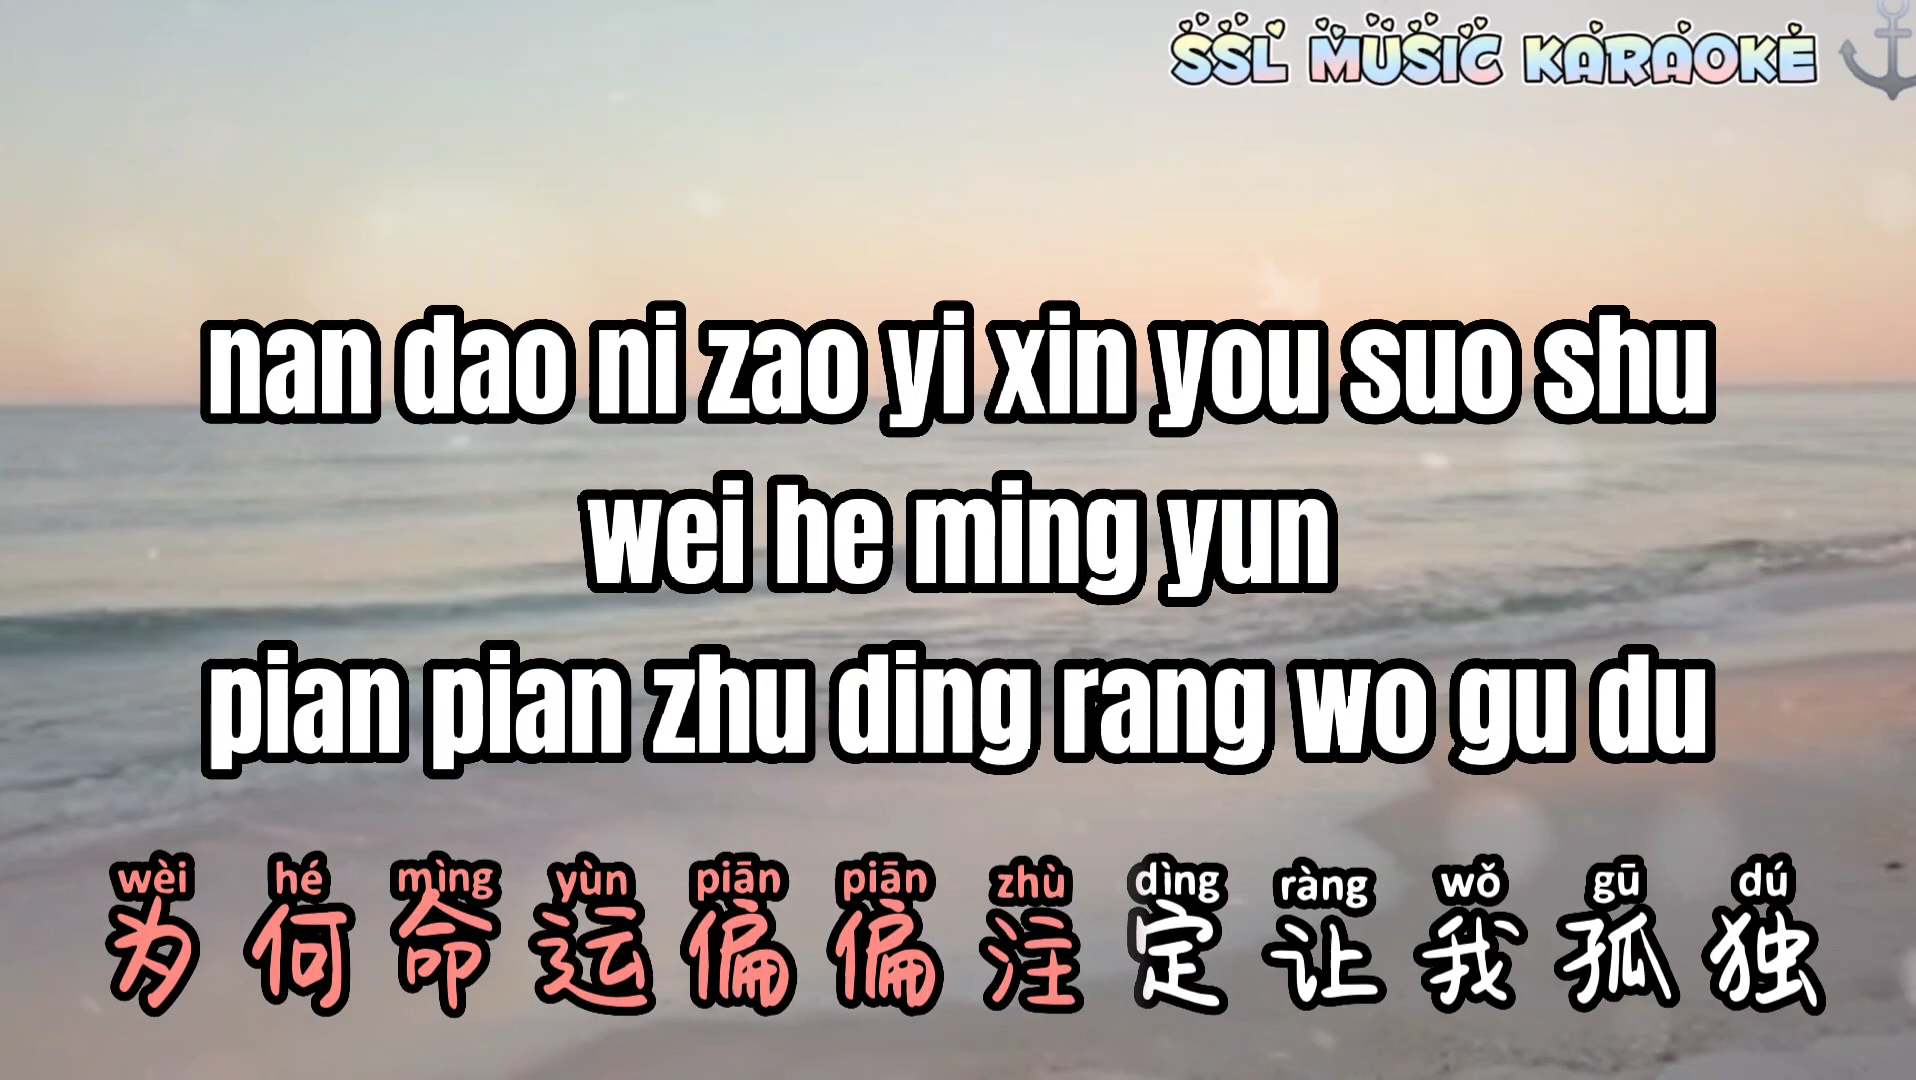 SSL MUSIC KARAOKE
nan dao ni zao yi xin you suo shu
wei he ming yun
pian pian zhu ding rang wo gu du
wèi hé mìng yùn piān piān zhù dìng ràng wǒ gū dú
为何命运偏偏注定让我孤独